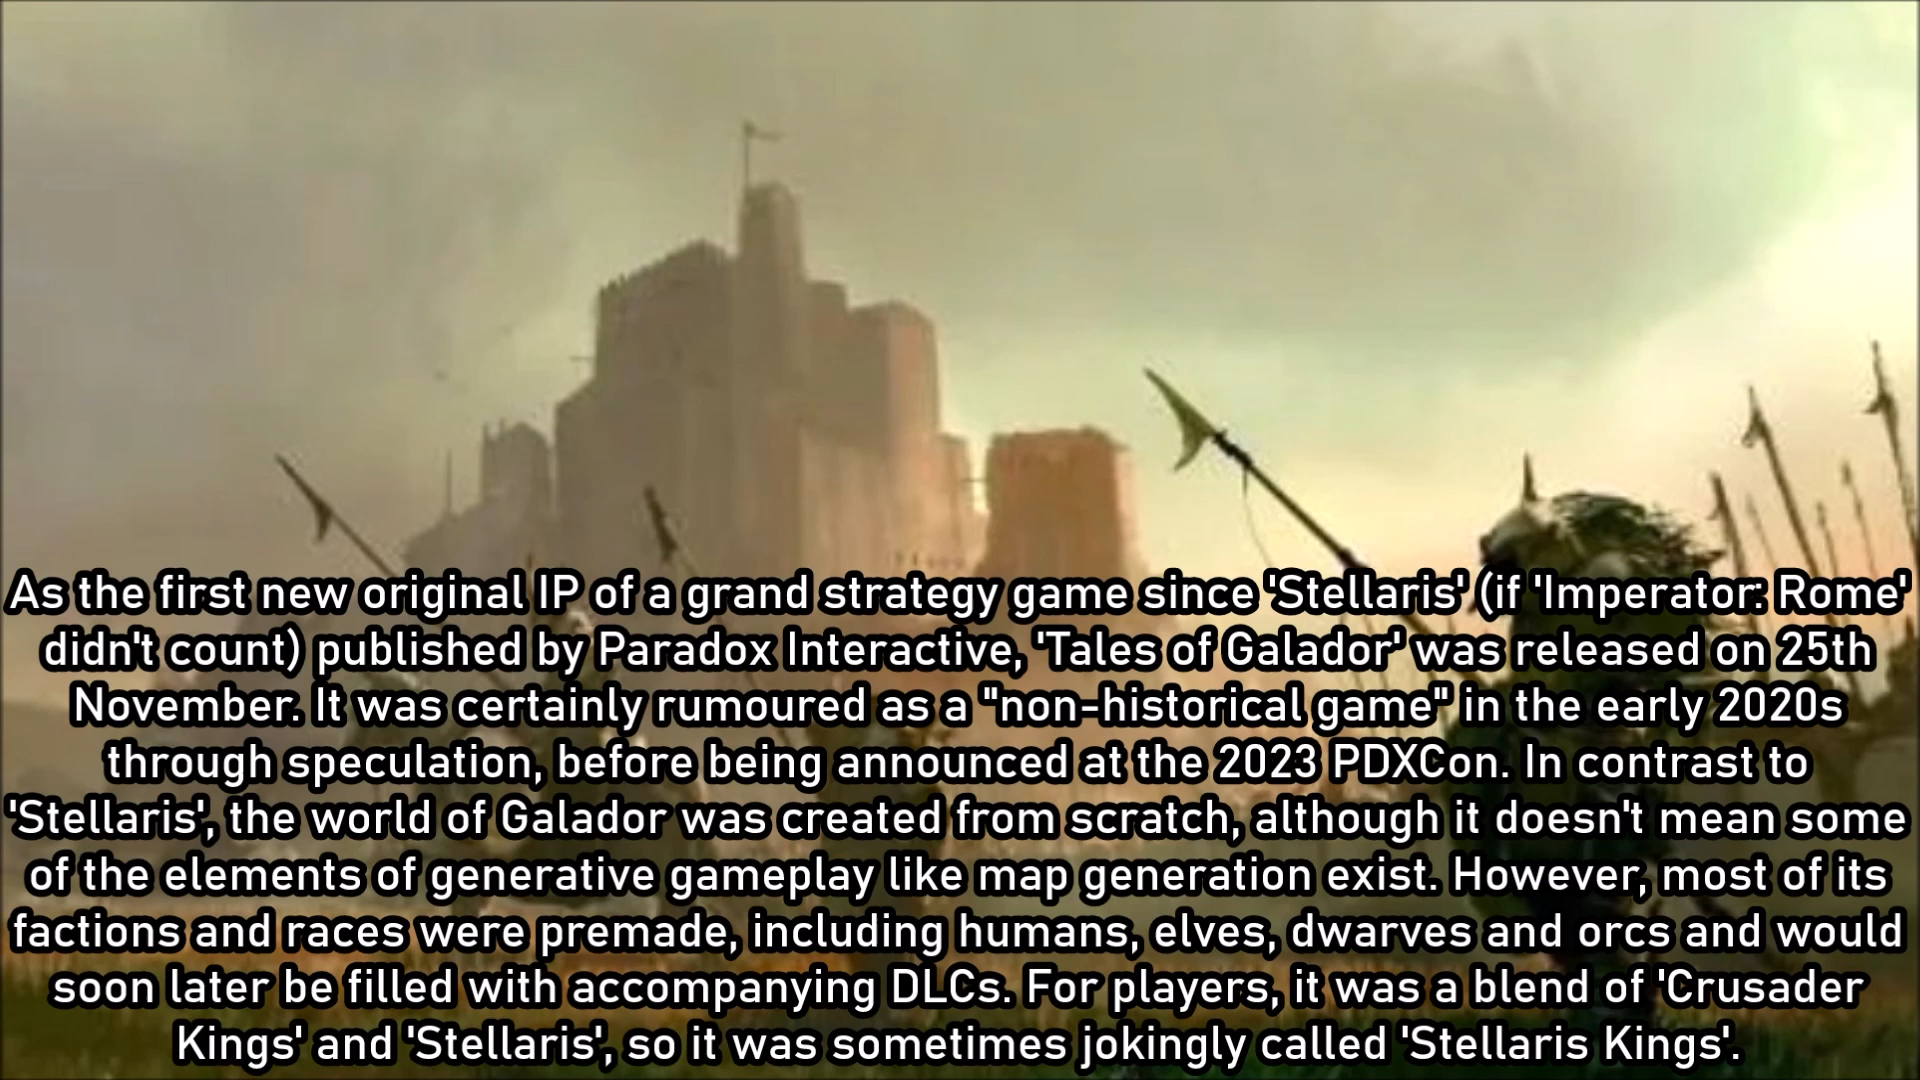 As the first new original IP of a grand strategy game since 'Stellaris' (if 'Imperator: Rome'
didn't count) published by Paradox Interactive, 'Tales of Galador' was released on 25th
November. It was certainly rumoured as a "non-historical game" in the early 2020s
through speculation, before being announced at the 2023 PDXCon. In contrast to
'Stellaris', the world of Galador was created from scratch, although it doesn't mean some
of the elements of generative gameplay like map generation exist. However, most of its
factions and races were premade, including humans, elves, dwarves and orcs and would
soon later be filled with accompanying DLCs. For players, it was a blend of 'Crusader
Kings' and 'Stellaris', so it was sometimes jokingly called 'Stellaris Kings'.